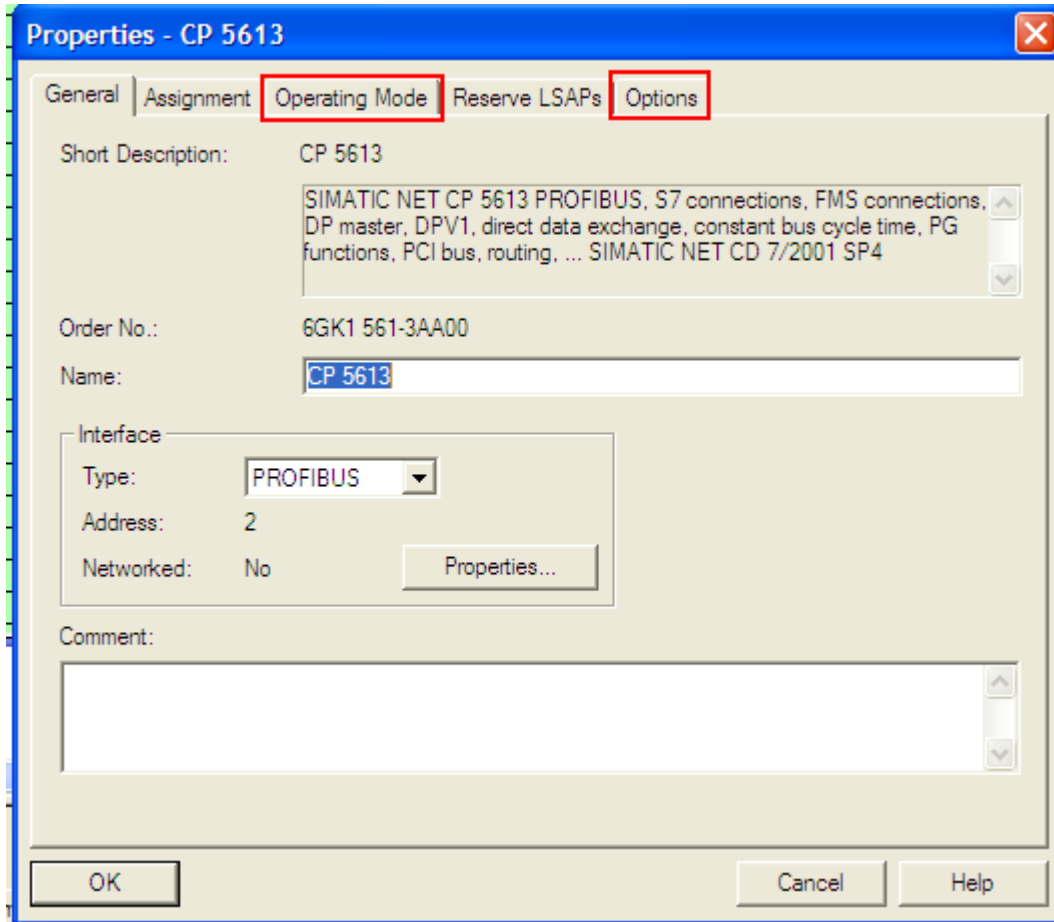 Properties - CP 5613
General
Assignment
Operating Mode
Reserve LSAPs
Options
Short Description:
CP 5613
SIMATIC NET CP 5613 PROFIBUS, S7 connections, FMS connections,
DP master, DPV1, direct data exchange, constant bus cycle time, PG
functions, PCI bus, routing, ... SIMATIC NET CD 7/2001 SP4
Order No.:
6GK1 561-3AA00
Name:
CP 5613
Interface
Type:
PROFIBUS
Address:
2
Networked:
No
Properties...
Comment:
OK
Cancel
Help